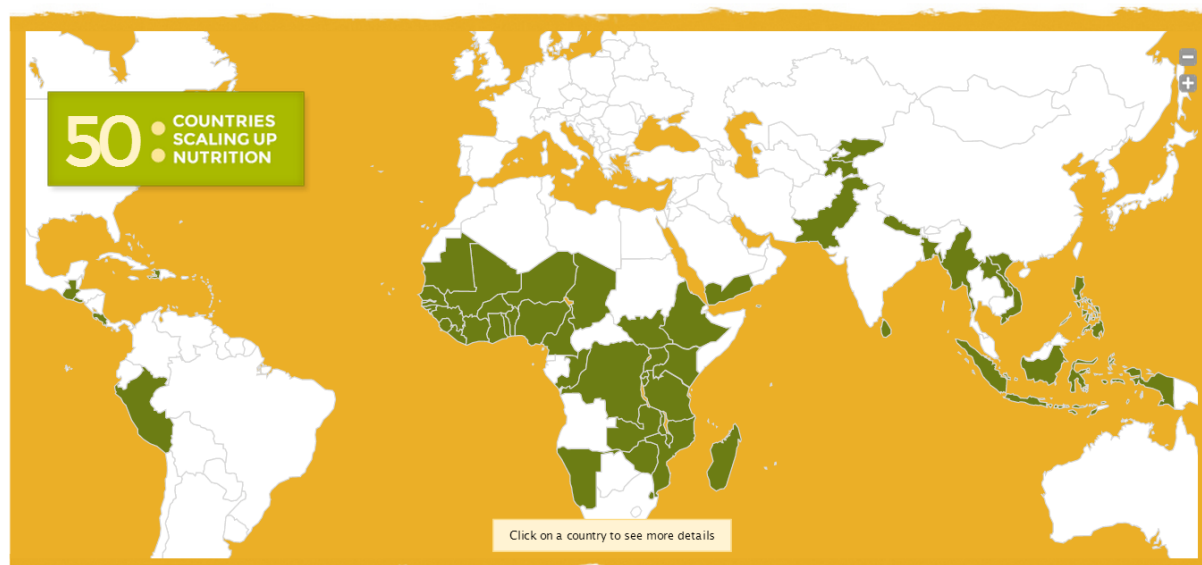 50:
COUNTRIES
SCALING UP
NUTRITION
Click on a country to see more details